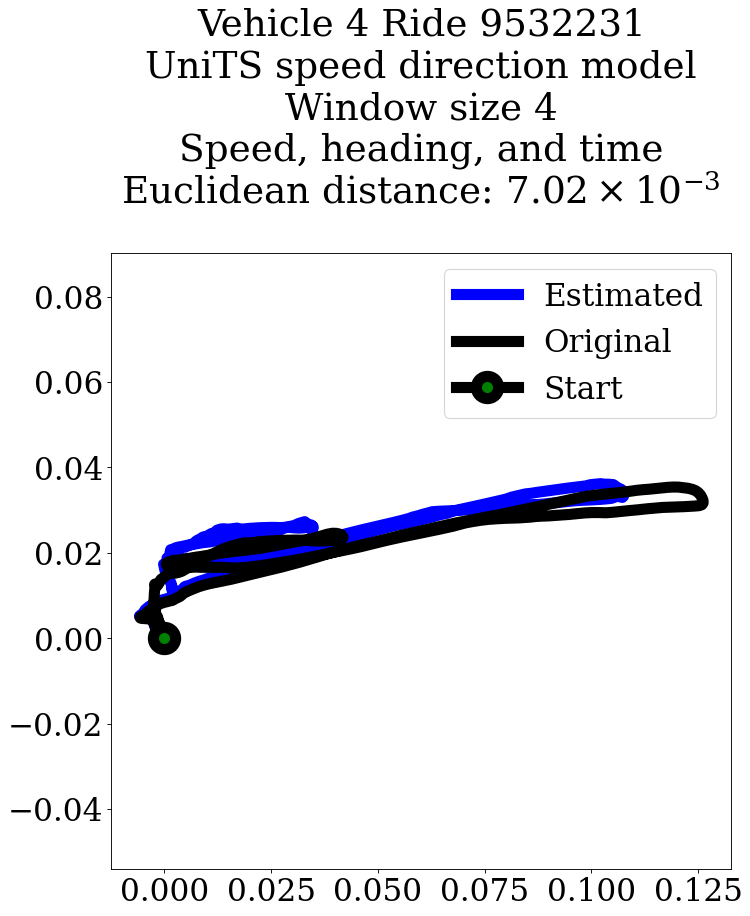 Vehicle 4 Ride 9532231
UniTS speed direction model
Window size 4
Speed, heading, and time
Euclidean distance: 7.02 × 10⁻³
Estimated
Original
Start
0.08
0.06
0.04
0.02
0.00
−0.02
−0.04
0.000 0.025 0.050 0.075 0.100 0.125